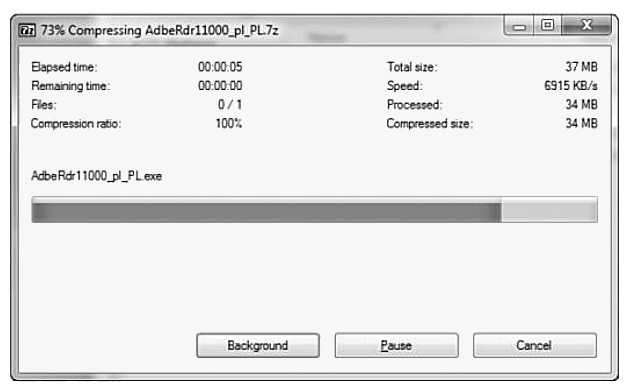 7z 73% Compressing AdbeRdr11000_pl_PL.7z
Elapsed time: 00:00:05 Total size: 37 MB
Remaining time: 00:00:00 Speed: 6915 KB/s
Files: 0 / 1 Processed: 34 MB
Compression ratio: 100% Compressed size: 34 MB
AdbeRdr11000_pl_PL.exe
Background Pause Cancel